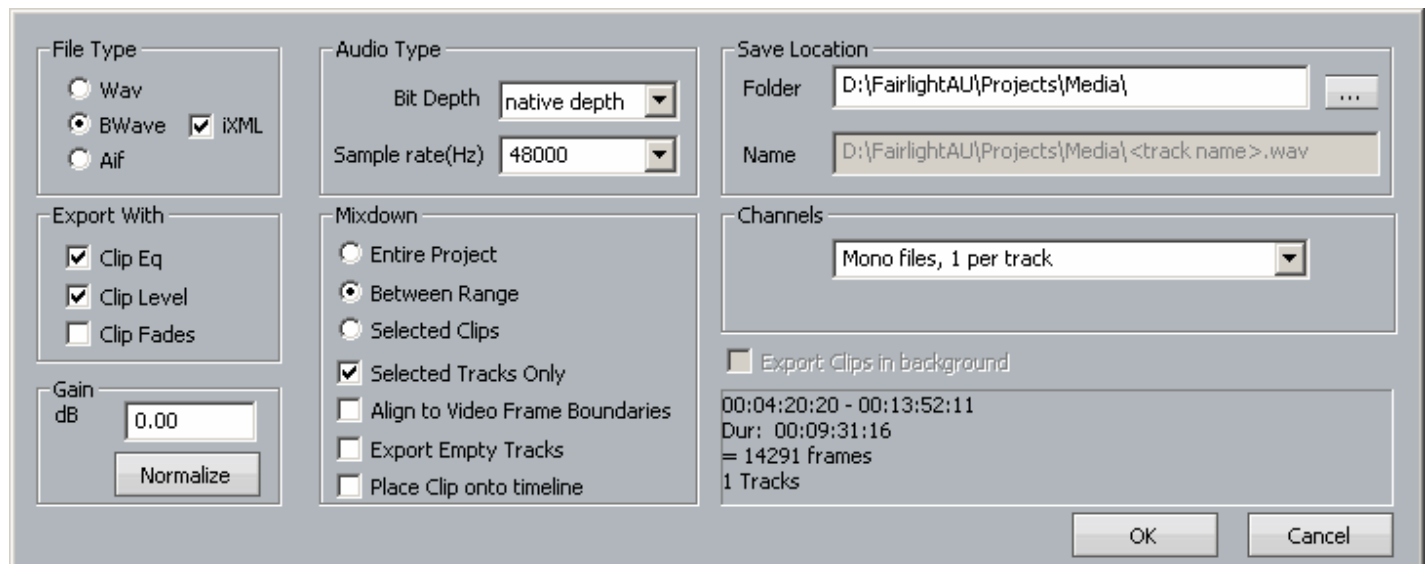 File Type
Wav
BWave iXML
Aif
Export With
Clip Eq
Clip Level
Clip Fades
Gain
dB 0.00
Normalize
Audio Type
Bit Depth native depth
Sample rate(Hz) 48000
Mixdown
Entire Project
Between Range
Selected Clips
Selected Tracks Only
Align to Video Frame Boundaries
Export Empty Tracks
Place Clip onto timeline
Save Location
Folder D:\FairlightAU\Projects\Media\ ...
Name D:\FairlightAU\Projects\Media\<track name>.wav
Channels
Mono files, 1 per track
Export Clips in background
00:04:20:20 - 00:13:52:11
Dur: 00:09:31:16
= 14291 frames
1 Tracks
OK Cancel